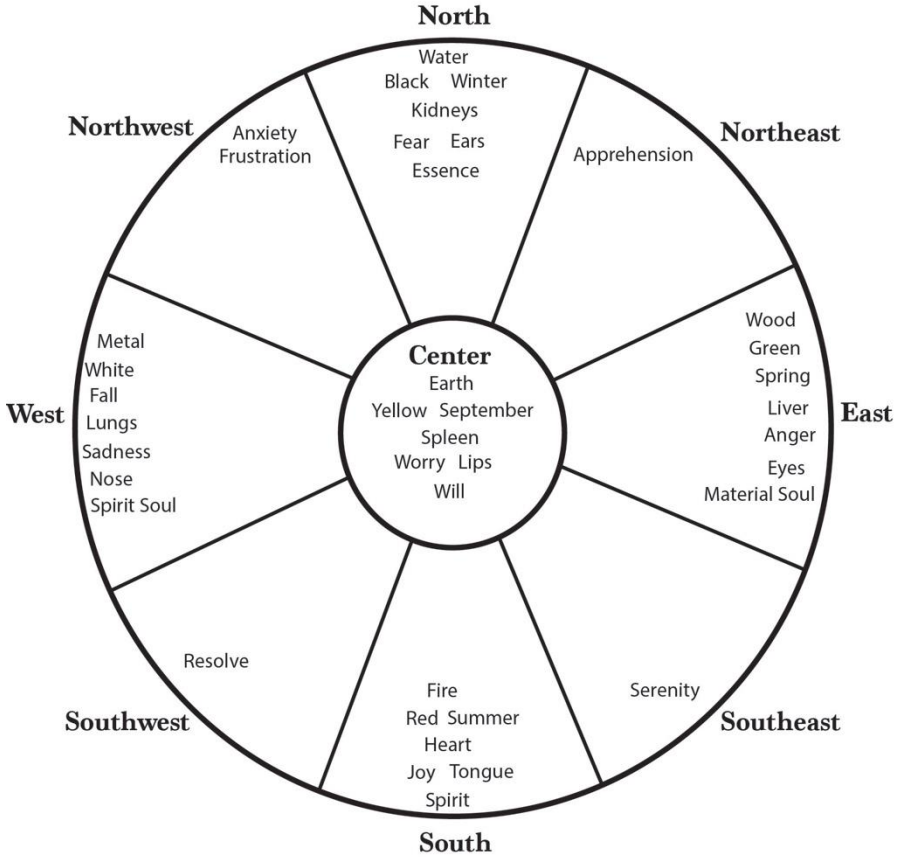 North
Water
Black Winter
Kidneys
Fear Ears
Essence
Northwest
Anxiety
Frustration
Northeast
Apprehension
West
Metal
White
Fall
Lungs
Sadness
Nose
Spirit Soul
Center
Earth
Yellow September
Spleen
Worry Lips
Will
East
Wood
Green
Spring
Liver
Anger
Eyes
Material Soul
Southwest
Resolve
South
Fire
Red Summer
Heart
Joy Tongue
Spirit
Southeast
Serenity